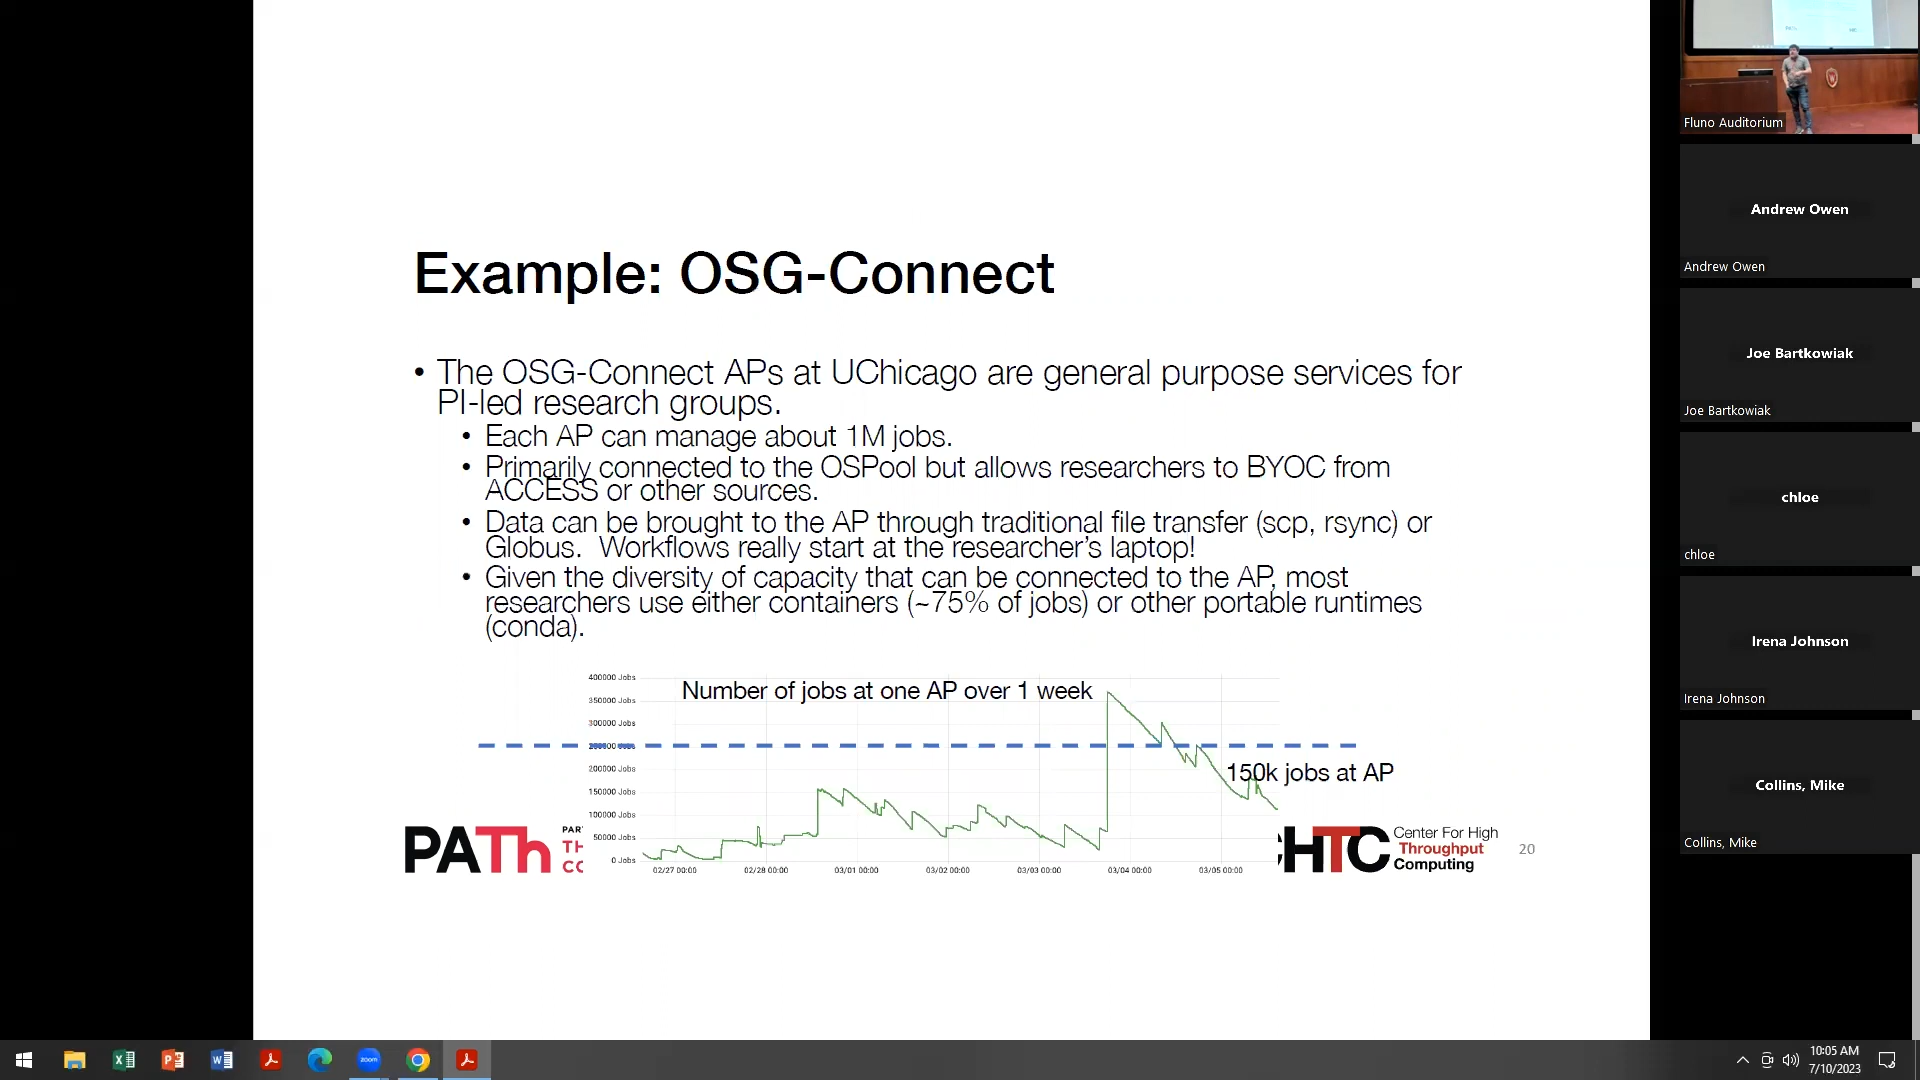 Example: OSG-Connect
• The OSG-Connect APs at UChicago are general purpose services for
PI-led research groups.
• Each AP can manage about 1M jobs.
• Primarily connected to the OSPool but allows researchers to BYOC from
ACCESS or other sources.
• Data can be brought to the AP through traditional file transfer (scp, rsync) or
Globus. Workflows really start at the researcher's laptop!
• Given the diversity of capacity that can be connected to the AP, most
researchers use either containers (~75% of jobs) or other portable runtimes
(conda).
Number of jobs at one AP over 1 week
400000 Jobs
350000 Jobs
300000 Jobs
250000 Jobs
200000 Jobs
150000 Jobs
100000 Jobs
50000 Jobs
0 Jobs
02/27 00:00 02/28 00:00 03/01 00:00 03/02 00:00 03/03 00:00 03/04 00:00 03/05 00:00
150k jobs at AP
PATh
PAR
TH
CO
HTC
Center For High
Throughput
Computing
20
Fluno Auditorium
Andrew Owen
Andrew Owen
Joe Bartkowiak
Joe Bartkowiak
chloe
chloe
Irena Johnson
Irena Johnson
Collins, Mike
Collins, Mike
zoom
10:05 AM
7/10/2023